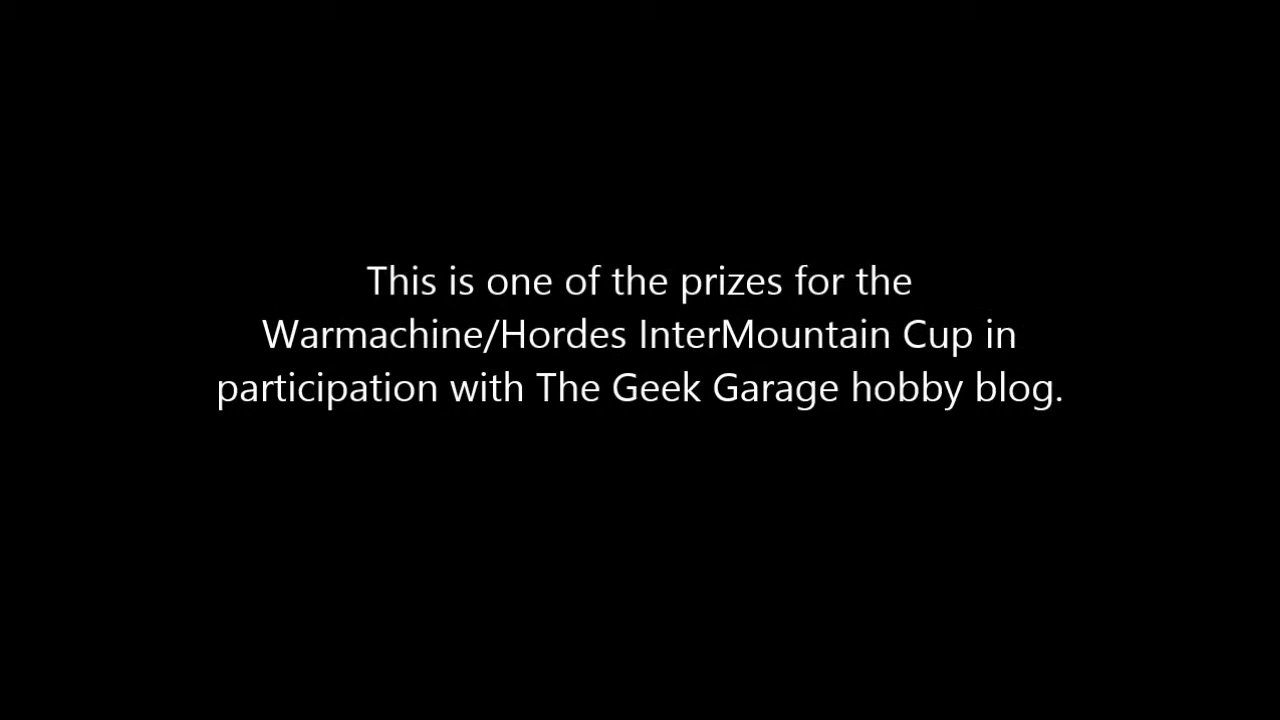 This is one of the prizes for the
Warmachine/Hordes InterMountain Cup in
participation with The Geek Garage hobby blog.